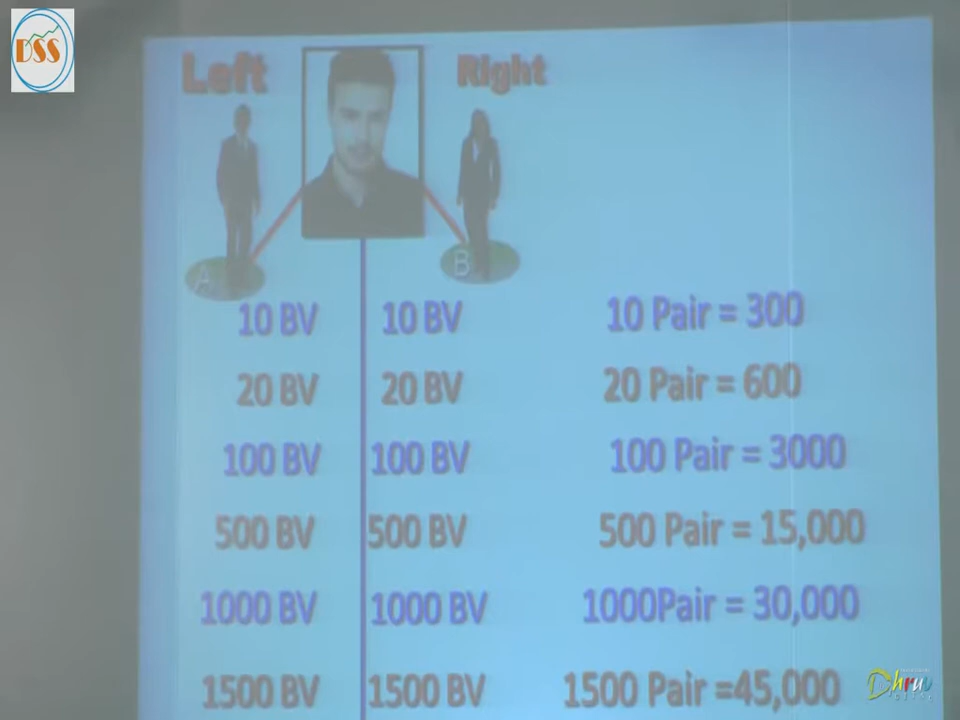 DSS
Left Right
A B
10 BV 10 BV 10 Pair = 300
20 BV 20 BV 20 Pair = 600
100 BV 100 BV 100 Pair = 3000
500 BV 500 BV 500 Pair = 15,000
1000 BV 1000 BV 1000Pair = 30,000
1500 BV 1500 BV 1500 Pair =45,000
Dhruv